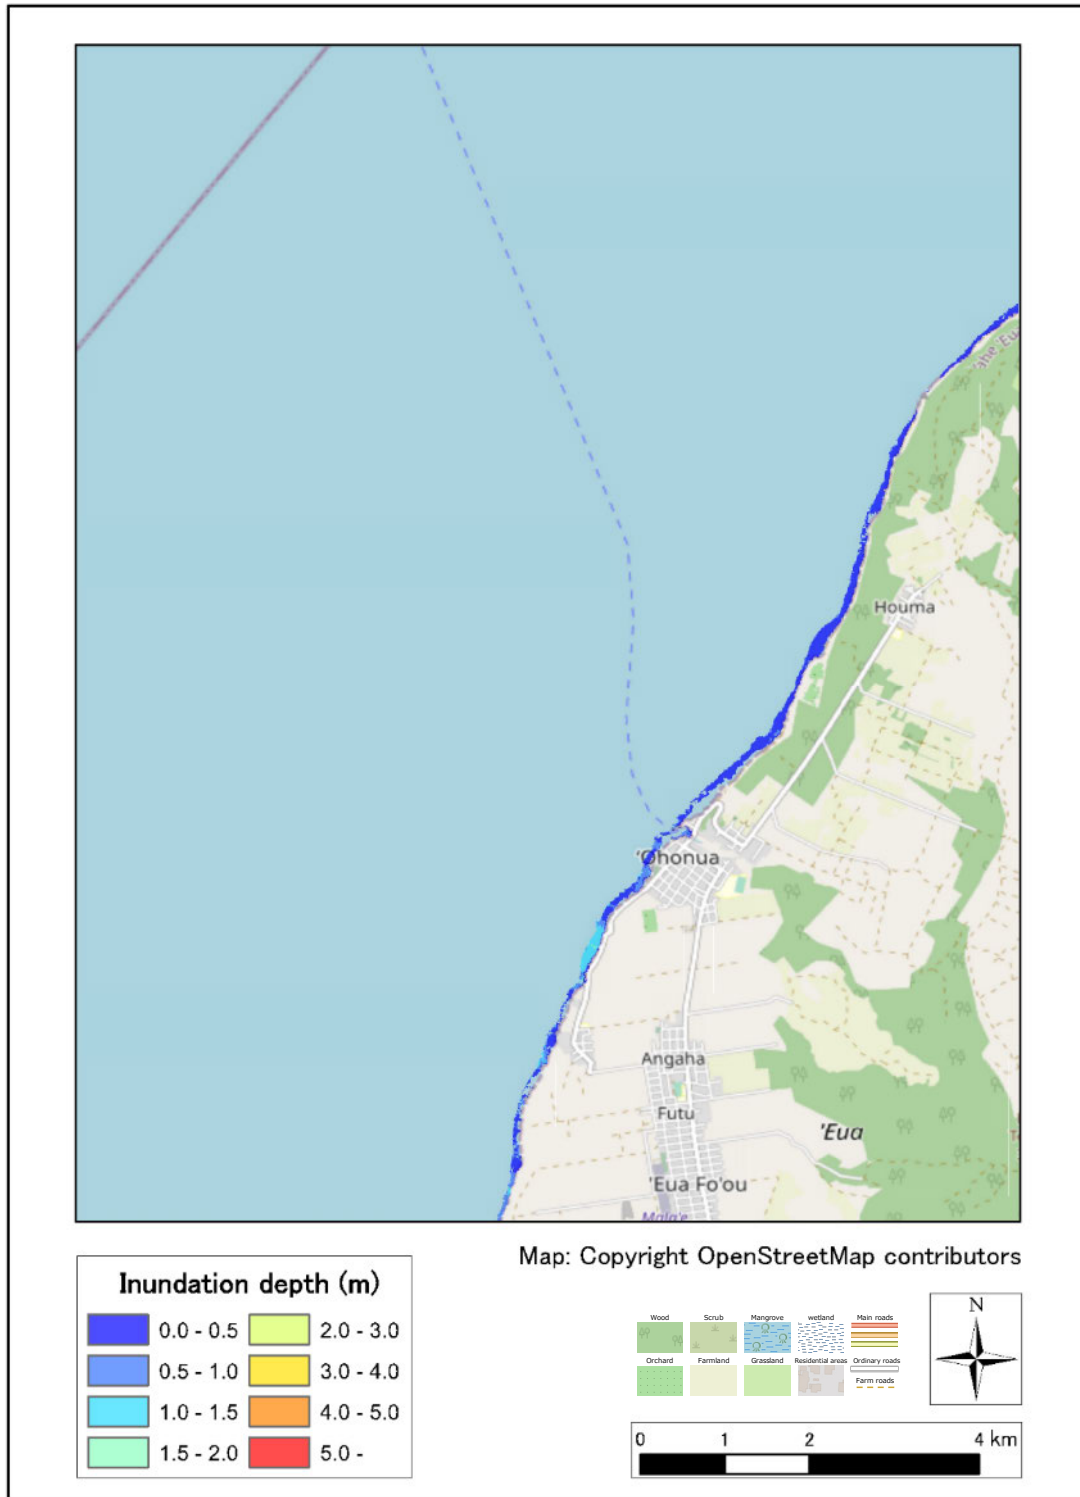 'ane 'Eu
Houma
'Ohonua
Angaha
Futu
'Eua
'Eua Fo'ou
Mala'e
Map: Copyright OpenStreetMap contributors
Inundation depth (m)
0.0 - 0.5
2.0 - 3.0
0.5 - 1.0
3.0 - 4.0
1.0 - 1.5
4.0 - 5.0
1.5 - 2.0
5.0 -
Wood Scrub Mangrove wetland Main roads
Orchard Farmland Grassland Residential areas Ordinary roads
Farm roads
N
0 1 2 4 km